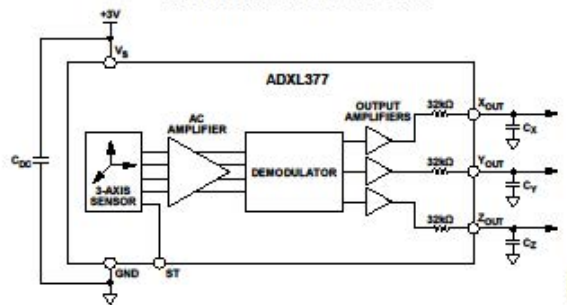 +3V
VS
ADXL377
AC
AMPLIFIER
OUTPUT
AMPLIFIERS
32kΩ
XOUT
CX
CDC
3-AXIS
SENSOR
DEMODULATOR
32kΩ
YOUT
CY
32kΩ
ZOUT
CZ
GND
ST